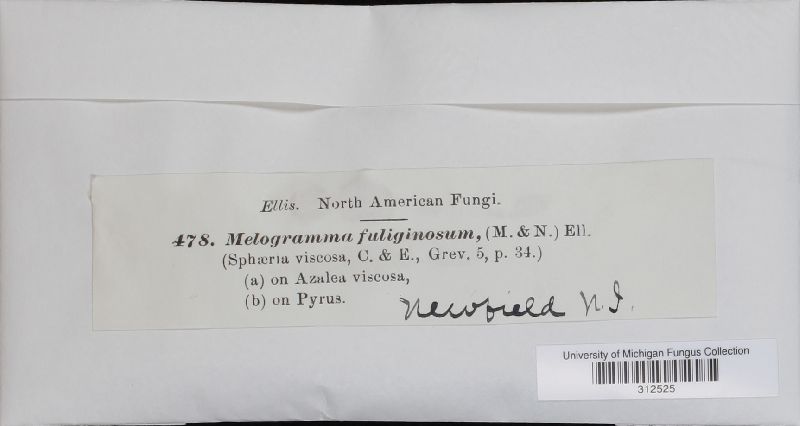 Ellis. North American Fungi.
478. Melogramma fuliginosum, (M. & N.) Ell.
(Sphæria viscosa, C. & E., Grev. 5, p. 34.)
(a) on Azalea viscosa,
(b) on Pyrus.
Newfield N.J.
University of Michigan Fungus Collection
312525